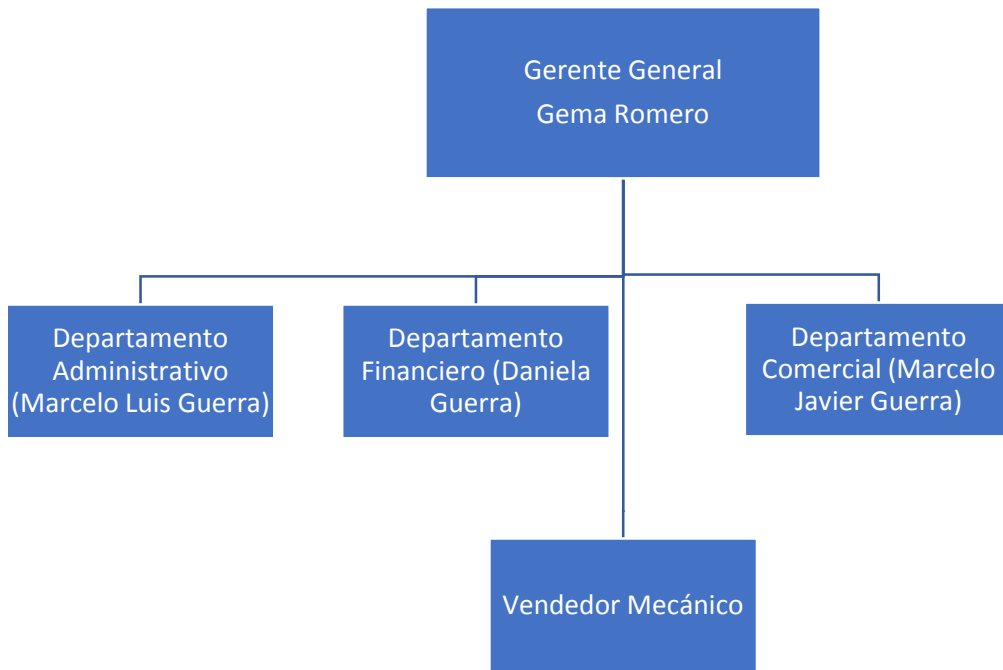 Gerente General
Gema Romero
Departamento
Administrativo
(Marcelo Luis Guerra)
Departamento
Financiero (Daniela
Guerra)
Departamento
Comercial (Marcelo
Javier Guerra)
Vendedor Mecánico